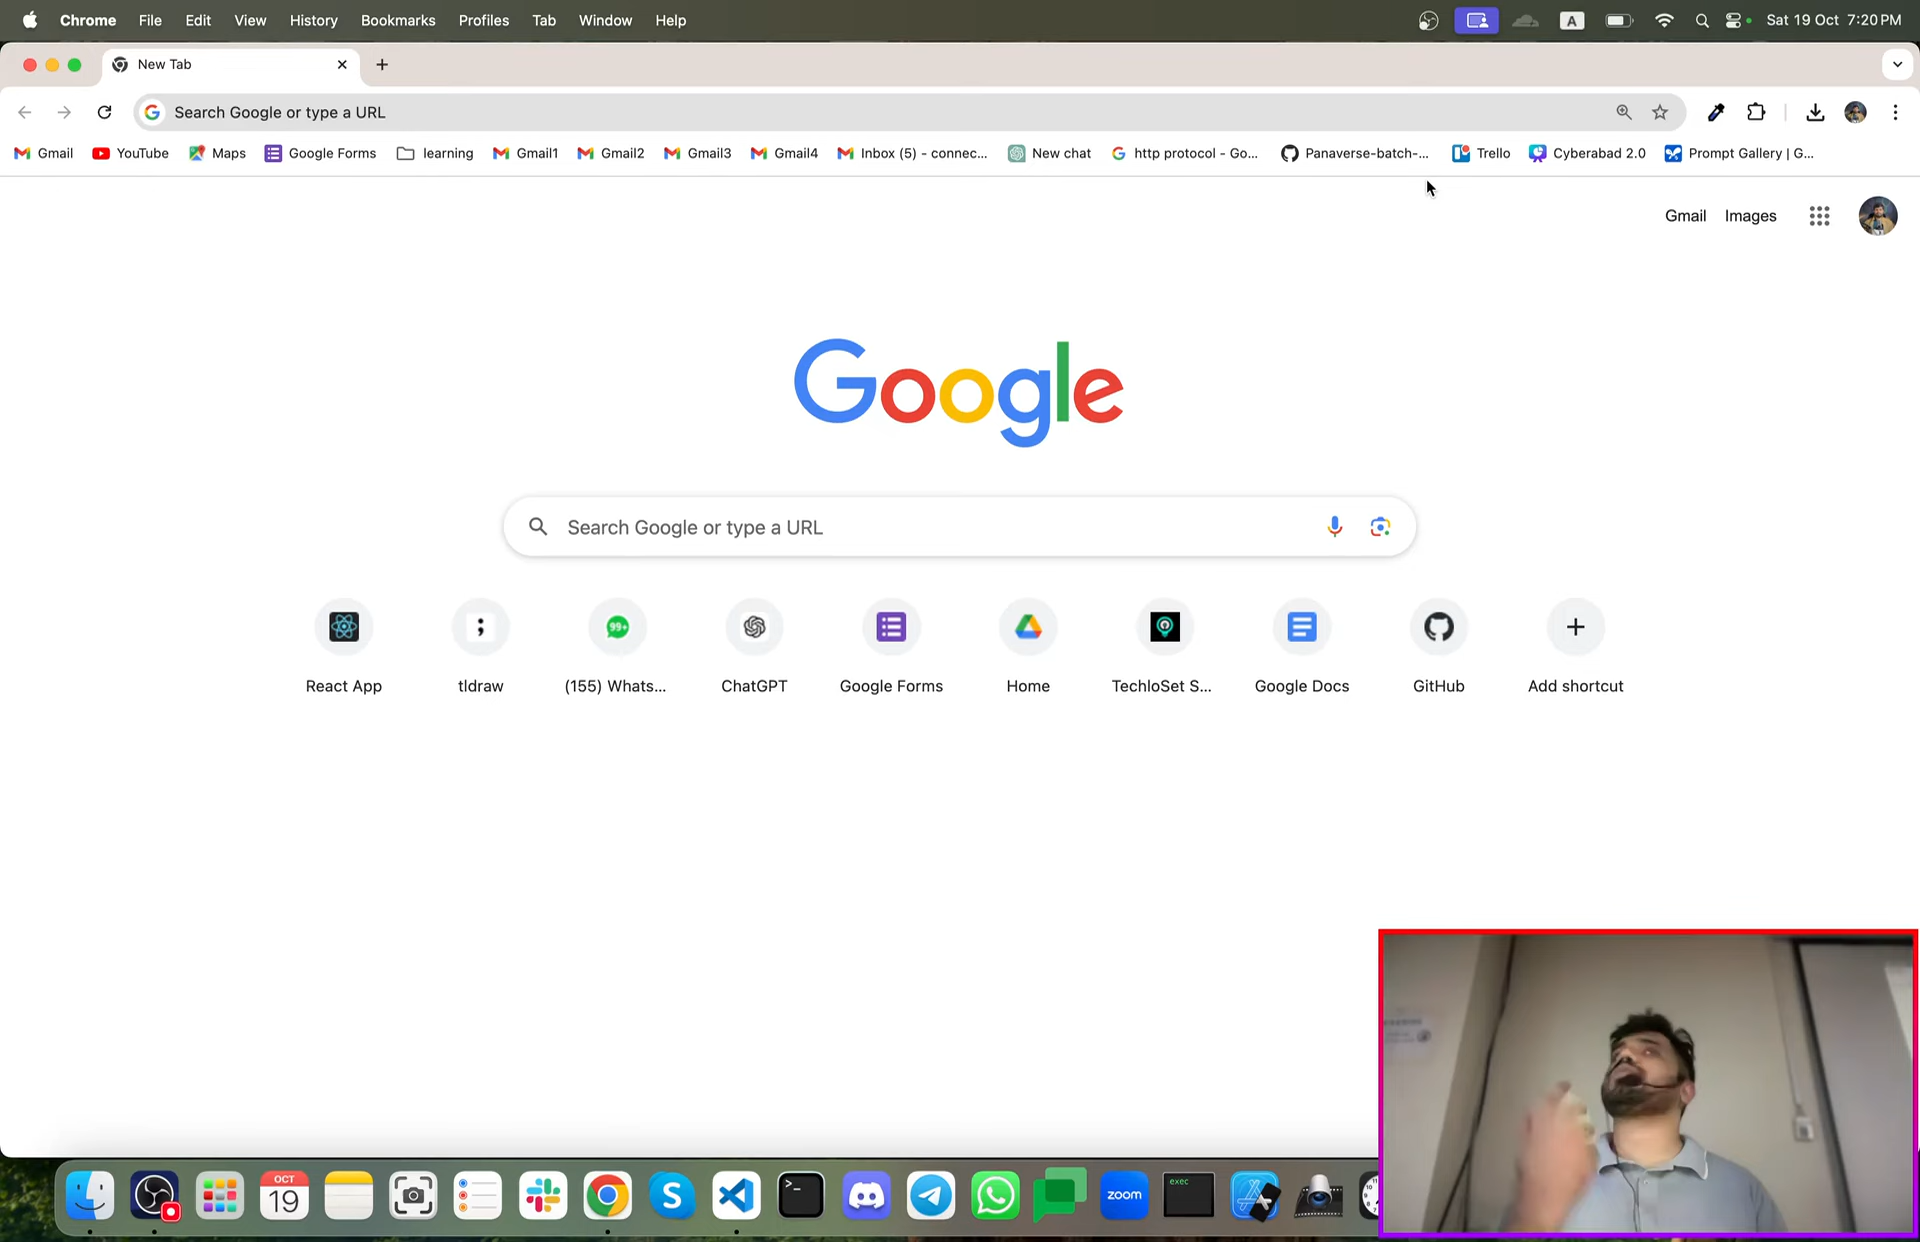 Chrome File Edit View History Bookmarks Profiles Tab Window Help A Sat 19 Oct 7:20 PM
New Tab
Search Google or type a URL
Gmail YouTube Maps Google Forms learning Gmail1 Gmail2 Gmail3 Gmail4 Inbox (5) - connec... New chat http protocol - Go... Panaverse-batch-... Trello Cyberabad 2.0 Prompt Gallery | G...
Gmail Images
Google
Search Google or type a URL
; 99+
React App tldraw (155) Whats... ChatGPT Google Forms Home TechloSet S... Google Docs GitHub Add shortcut
OCT
19
S
>_
zoom
exec